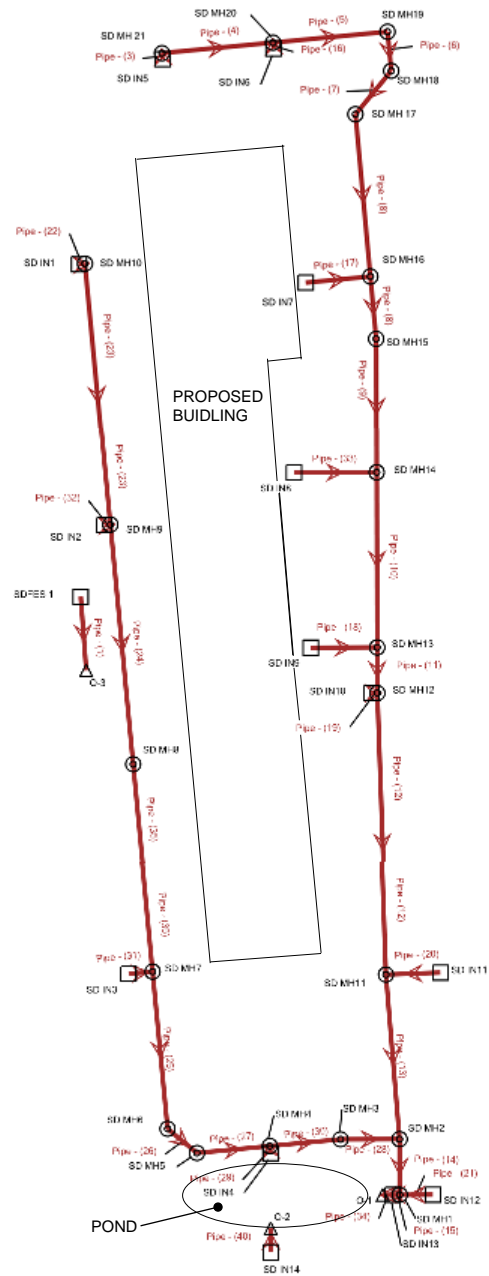 SD MH19
SD MH20
Pipe - (5)
Pipe - (4)
SD MH 21
Pipe - (6)
Pipe - (16)
Pipe - (3)
SD IN5
SD IN6
SD MH18
Pipe - (7)
SD MH 17
Pipe - (8)
Pipe - (22)
SD IN1
SD MH10
SD MH16
Pipe - (17)
SD IN7
Pipe - (8)
Pipe - (23)
SD MH15
Pipe - (9)
PROPOSED
BUIDLING
Pipe - (23)
SD MH14
Pipe - (33)
SD IN8
Pipe - (32)
SD IN2
SD MH9
Pipe - (10)
SDFES 1
Pipe - (1)
O-3
Pipe - (24)
Pipe - (18)
SD MH13
SD IN9
Pipe - (11)
SD IN10
SD MH12
Pipe - (19)
SD MH8
Pipe - (12)
Pipe - (35)
Pipe - (12)
Pipe - (35)
Pipe - (31)
SD MH7
SD IN3
Pipe - (20)
SD IN11
SD MH11
Pipe - (25)
Pipe - (13)
SD MH6
SD MH4
SD MH3
SD MH2
Pipe - (27)
Pipe - (30)
Pipe - (26)
SD MH5
Pipe - (28)
Pipe - (14)
Pipe - (29)
Pipe - (21)
SD IN4
O-1
SD IN12
SD MH1
Pipe - (34)
Pipe - (15)
POND
O-2
SD IN13
Pipe - (40)
SD IN14